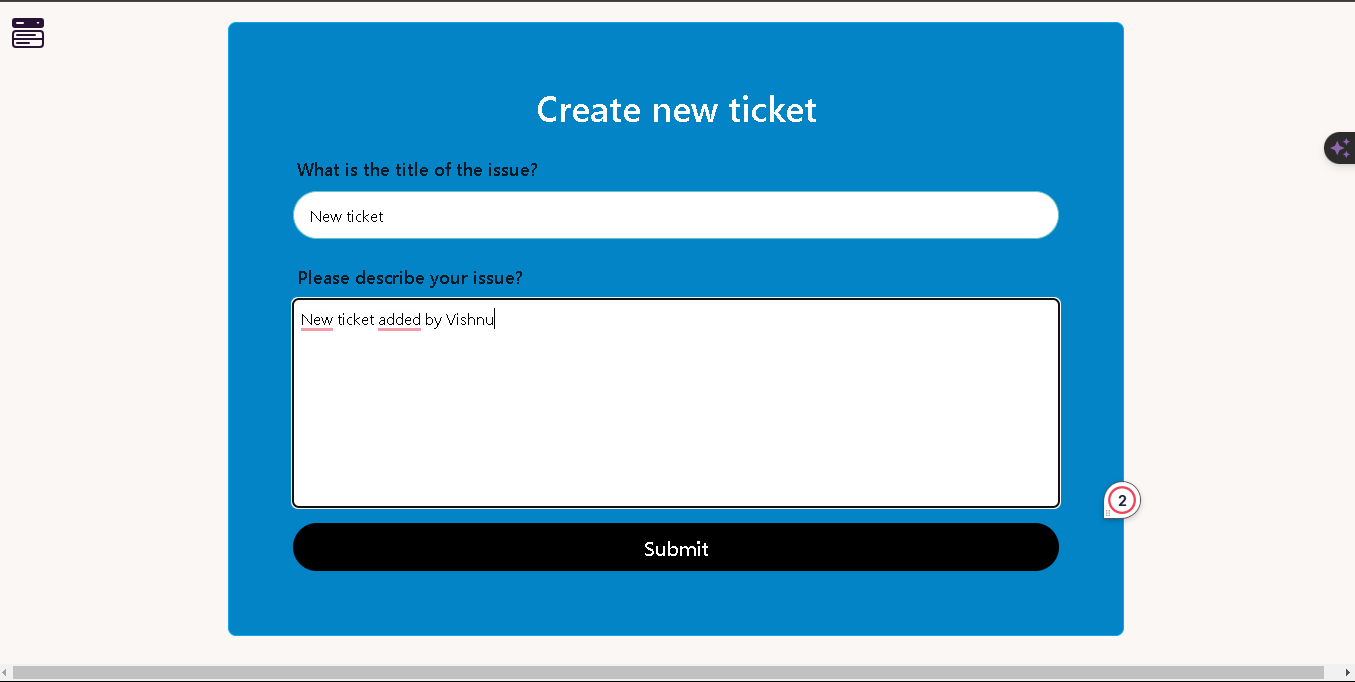 Create new ticket
What is the title of the issue?
New ticket
Please describe your issue?
New ticket added by Vishnu
2
Submit